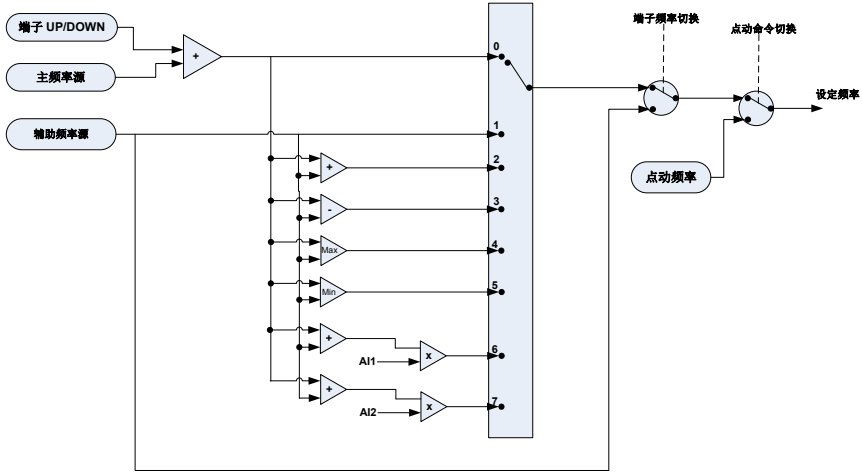 端子 UP/DOWN
主频率源
辅助频率源
+
+
-
Max
Min
+
AI1
x
+
AI2
x
0
1
2
3
4
5
6
7
端子频率切换
点动命令切换
设定频率
点动频率